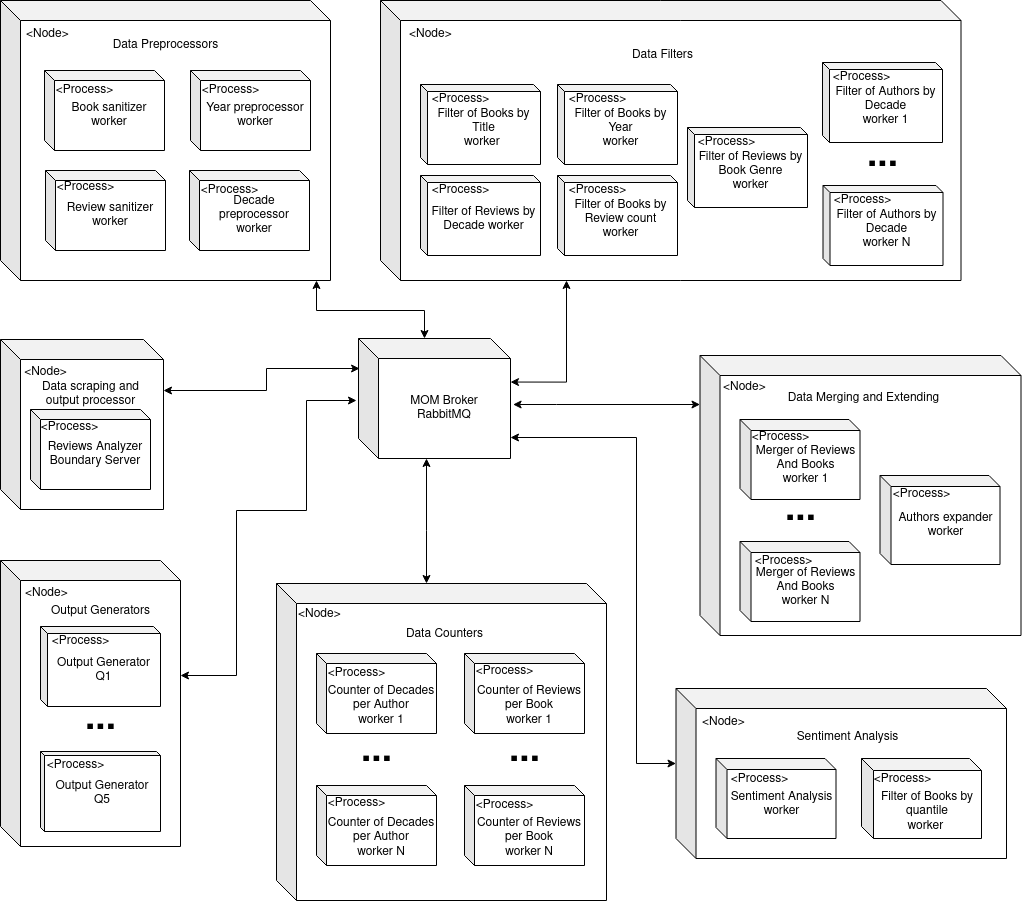 <Node>
Data Preprocessors
<Process>
Book sanitizer
worker
<Process>
Year preprocessor
worker
<Process>
Review sanitizer
worker
<Process>
Decade
preprocessor
worker
<Node>
Data Filters
<Process>
Filter of Books by
Title
worker
<Process>
Filter of Books by
Year
worker
<Process>
Filter of Reviews by
Book Genre
worker
<Process>
Filter of Authors by
Decade
worker 1
<Process>
Filter of Reviews by
Decade worker
<Process>
Filter of Books by
Review count
worker
<Process>
Filter of Authors by
Decade
worker N
<Node>
Data scraping and
output processor
<Process>
Reviews Analyzer
Boundary Server
MOM Broker
RabbitMQ
<Node>
Data Merging and Extending
<Process>
Merger of Reviews
And Books
worker 1
<Process>
Authors expander
worker
<Process>
Merger of Reviews
And Books
worker N
<Node>
Output Generators
<Process>
Output Generator
Q1
<Process>
Output Generator
Q5
<Node>
Data Counters
<Process>
Counter of Decades
per Author
worker 1
<Process>
Counter of Reviews
per Book
worker 1
<Process>
Counter of Decades
per Author
worker N
<Process>
Counter of Reviews
per Book
worker N
<Node>
Sentiment Analysis
<Process>
Sentiment Analysis
worker
<Process>
Filter of Books by
quantile
worker